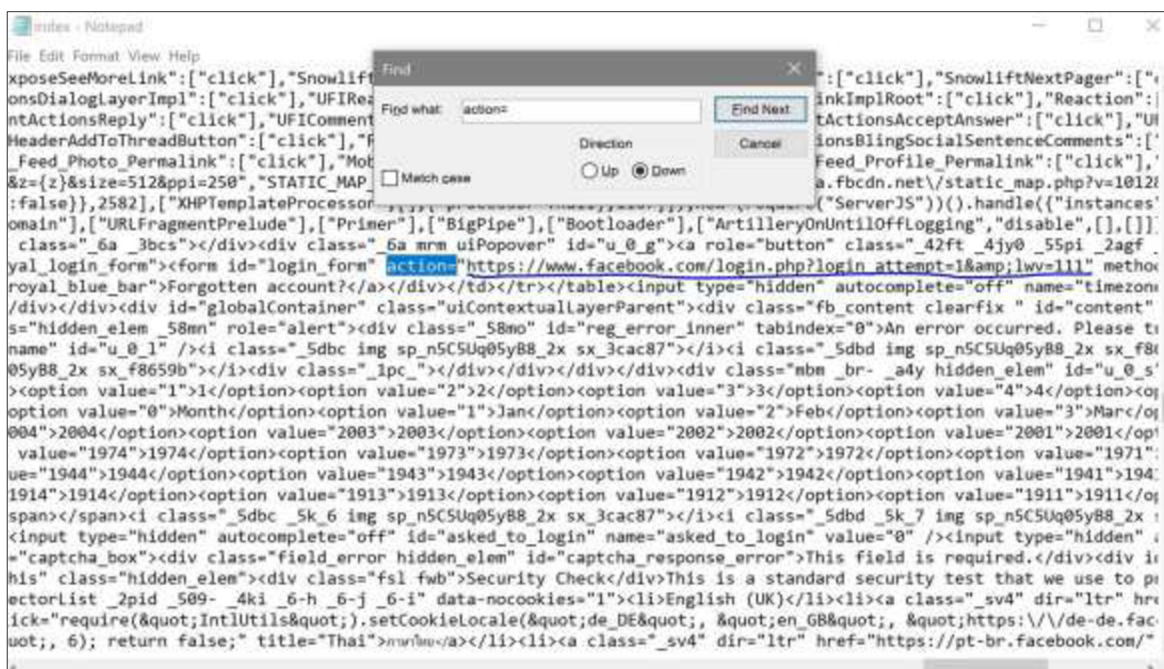 index - Notepad
File Edit Format View Help
Find
Find what: action=
Find Next
Cancel
Direction
Up Down
Match case
xposeSeeMoreLink":["click"],"Snowlift ":["click"],"SnowliftNextPager":["
onsDialogLayerImpl":["click"],"UFIRea inkImplRoot":["click"],"Reaction":
ntActionsReply":["click"],"UFIComment tActionsAcceptAnswer":["click"],"UF
HeaderAddToThreadButton":["click"]," ionsBlingSocialSentenceComments":["
_Feed_Photo_Permalink":["click"],"Mob Feed_Profile_Permalink":["click"],"
&z={z}&size=512&ppi=250","STATIC_MAP_ a.fbcdn.net\/static_map.php?v=1012
:false}},2582],["XHPTemplateProcessor ("ServerJS"))().handle({"instances"
omain"],["URLFragmentPrelude"],["Primer"],["BigPipe"],["Bootloader"],["ArtilleryOnUntilOffLogging","disable",[],[]]
class="_6a _3bcs"></div><div class="_6a mrm uiPopover" id="u_0_g"><a role="button" class="_42ft _4jy0 _55pi _2agf
yal_login_form"><form id="login_form" action="https://www.facebook.com/login.php?login_attempt=1&amp;lwv=111" metho
royal_blue_bar">Forgotten account?</a></div></td></tr></table><input type="hidden" autocomplete="off" name="timezon
/div></div><div id="globalContainer" class="uiContextualLayerParent"><div class="fb_content clearfix " id="content"
s="hidden_elem _58mn" role="alert"><div class="_58mo" id="reg_error_inner" tabindex="0">An error occurred. Please t
name" id="u_0_l" /><i class="_5dbc img sp_n5C5Uq05yB8_2x sx_3cac87"></i><i class="_5dbd img sp_n5C5Uq05yB8_2x sx_f8
05yB8_2x sx_f8659b"></i><div class="_1pc_"></div></div></div></div><div class="mbm _br- _a4y hidden_elem" id="u_0_s"
><option value="1">1</option><option value="2">2</option><option value="3">3</option><option value="4">4</option><o
option value="0">Month</option><option value="1">Jan</option><option value="2">Feb</option><option value="3">Mar</o
004">2004</option><option value="2003">2003</option><option value="2002">2002</option><option value="2001">2001</op
value="1974">1974</option><option value="1973">1973</option><option value="1972">1972</option><option value="1971"
ue="1944">1944</option><option value="1943">1943</option><option value="1942">1942</option><option value="1941">194
1914">1914</option><option value="1913">1913</option><option value="1912">1912</option><option value="1911">1911</o
span></span><i class="_5dbc _5k_6 img sp_n5C5Uq05yB8_2x sx_3cac87"></i><i class="_5dbd _5k_7 img sp_n5C5Uq05yB8_2x
<input type="hidden" autocomplete="off" id="asked_to_login" name="asked_to_login" value="0" /><input type="hidden"
="captcha_box"><div class="field_error hidden_elem" id="captcha_response_error">This field is required.</div><div i
his" class="hidden_elem"><div class="fsl fwb">Security Check</div>This is a standard security test that we use to p
ectorList _2pid _509- _4ki _6-h _6-j _6-i" data-nocookies="1"><li>English (UK)</li><li><a class="_sv4" dir="ltr" hr
ick="require(&quot;IntlUtils&quot;).setCookieLocale(&quot;de_DE&quot;, &quot;en_GB&quot;, &quot;https:\/\/de-de.fac
uot;, 6); return false;" title="Thai">ภาษาไทย</a></li><li><a class="_sv4" dir="ltr" href="https://pt-br.facebook.com/"